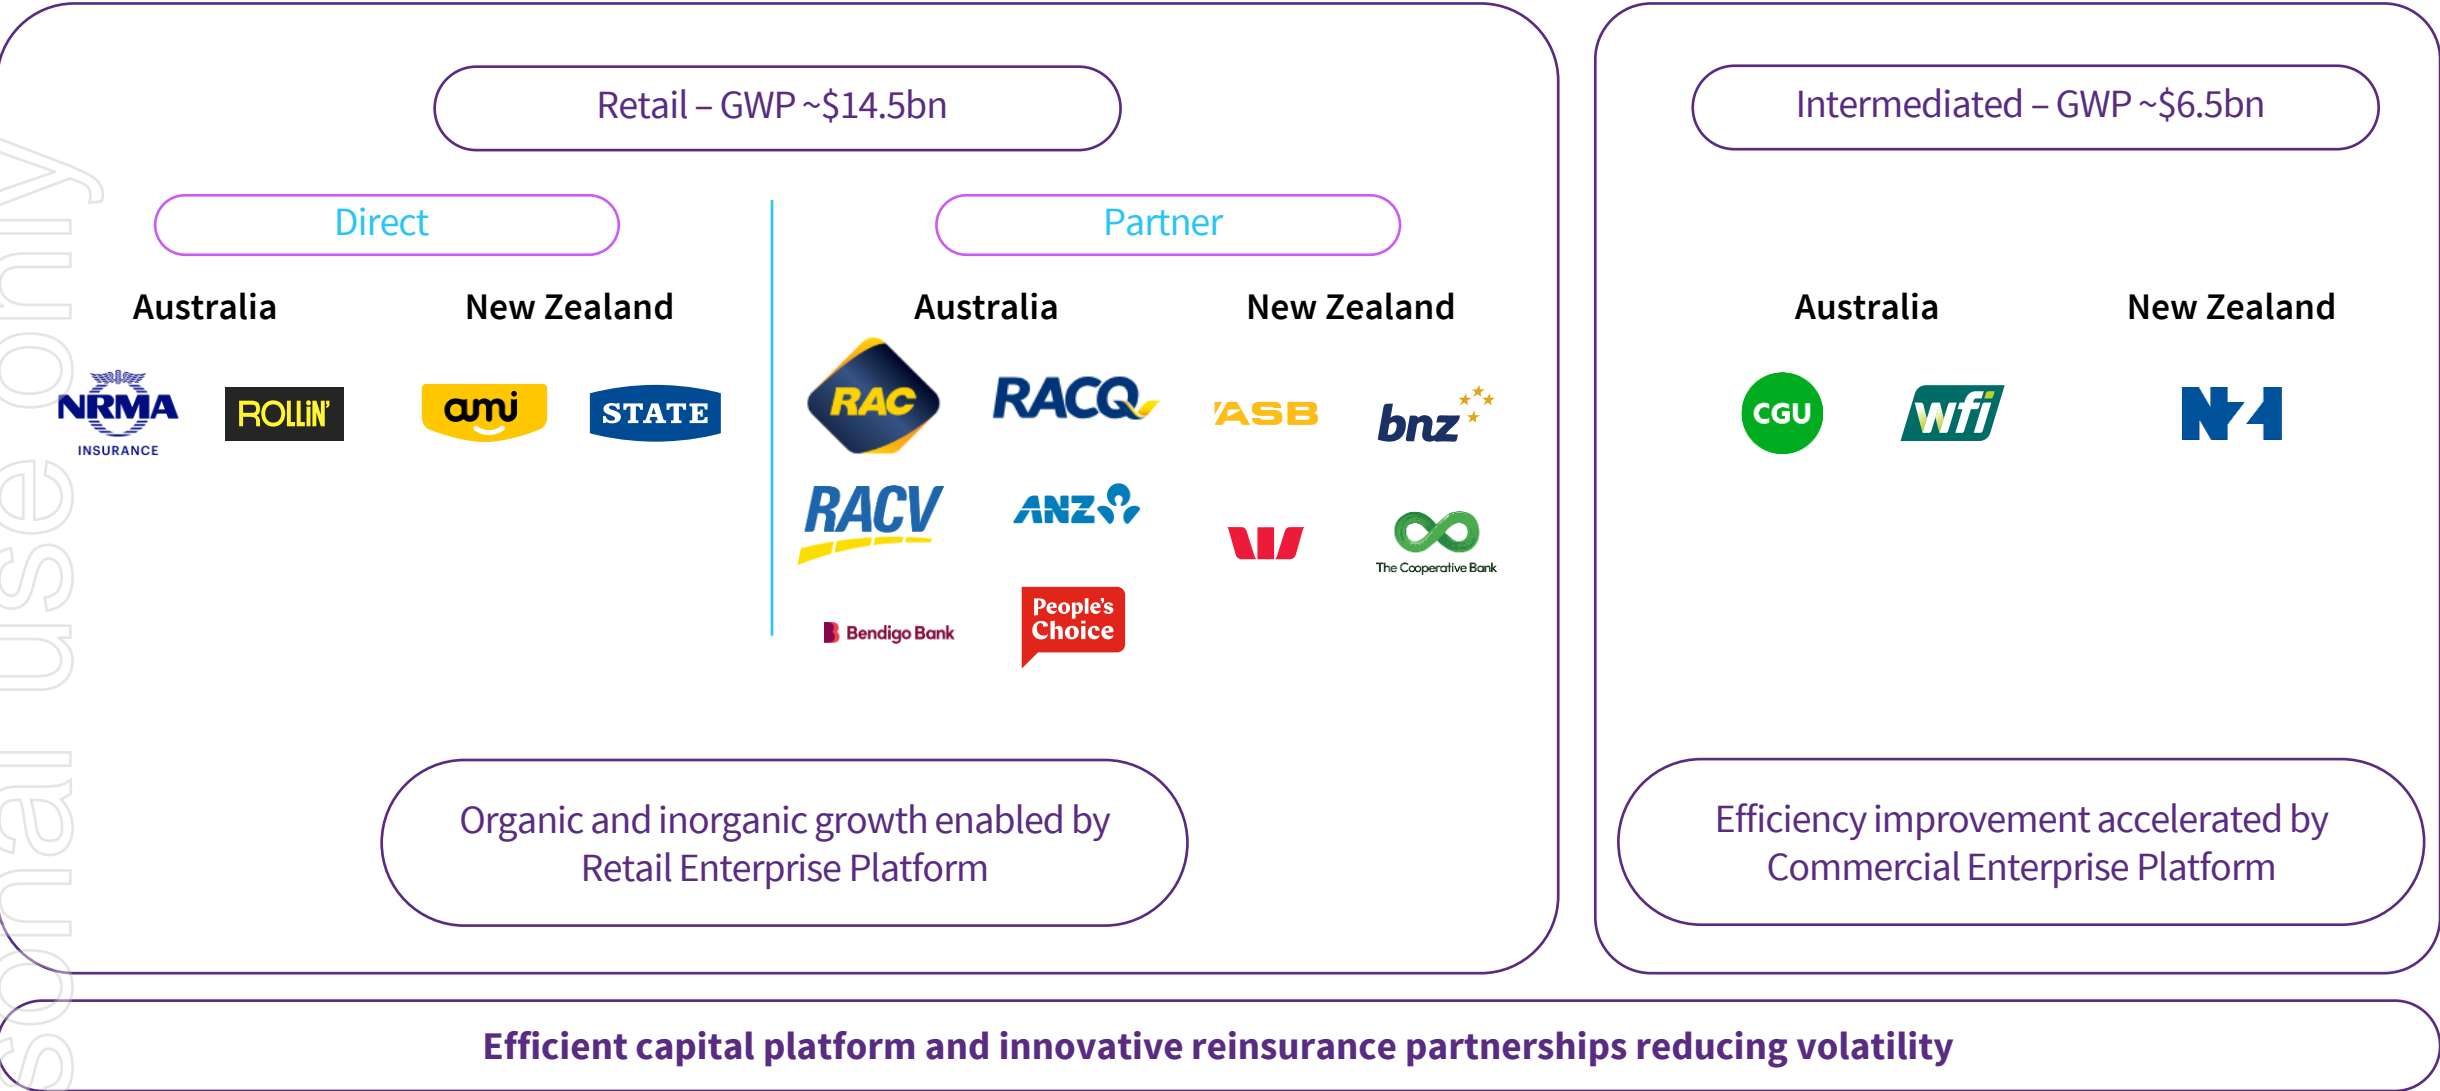 Retail – GWP ~$14.5bn
Intermediated – GWP ~$6.5bn
Direct
Partner
Australia
New Zealand
Australia
New Zealand
Australia
New Zealand
NRMA
INSURANCE
ROLLiN'
ami
STATE
RAC
RACQ
ASB
bnz
RACV
ANZ
The Cooperative Bank
Bendigo Bank
People's
Choice
CGU
wfi
NZI
Organic and inorganic growth enabled by
Retail Enterprise Platform
Efficiency improvement accelerated by
Commercial Enterprise Platform
Efficient capital platform and innovative reinsurance partnerships reducing volatility
sonal use only